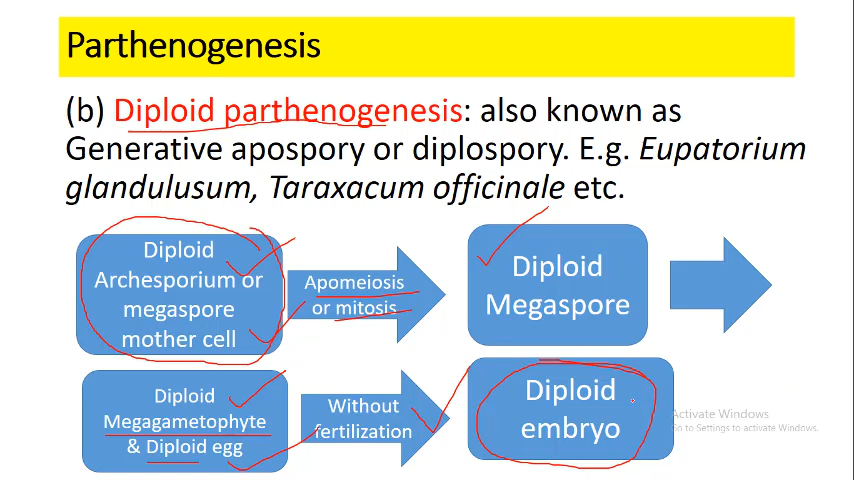 Parthenogenesis
(b) Diploid parthenogenesis: also known as
Generative apospory or diplospory. E.g. Eupatorium
glandulusum, Taraxacum officinale etc.
Diploid
Archesporium or
megaspore
mother cell
Apomeiosis
or mitosis
Diploid
Megaspore
Diploid
Megagametophyte
& Diploid egg
Without
fertilization
Diploid
embryo
Activate Windows
Go to Settings to activate Windows.